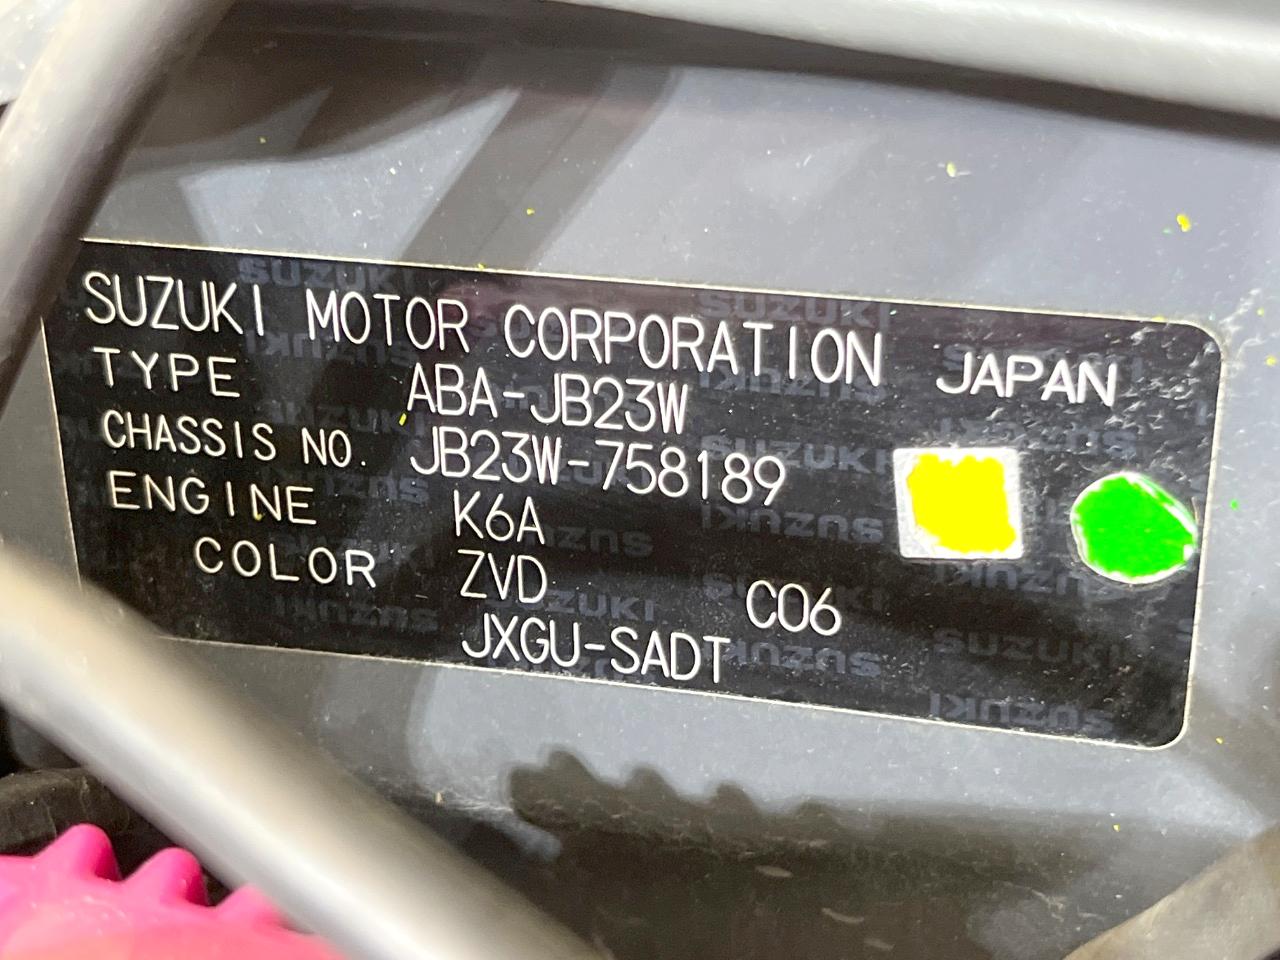 SUZUKI MOTOR CORPORATION JAPAN
TYPE ABA-JB23W
CHASSIS NO. JB23W-758189
ENGINE K6A
COLOR ZVD C06
JXGU-SADT